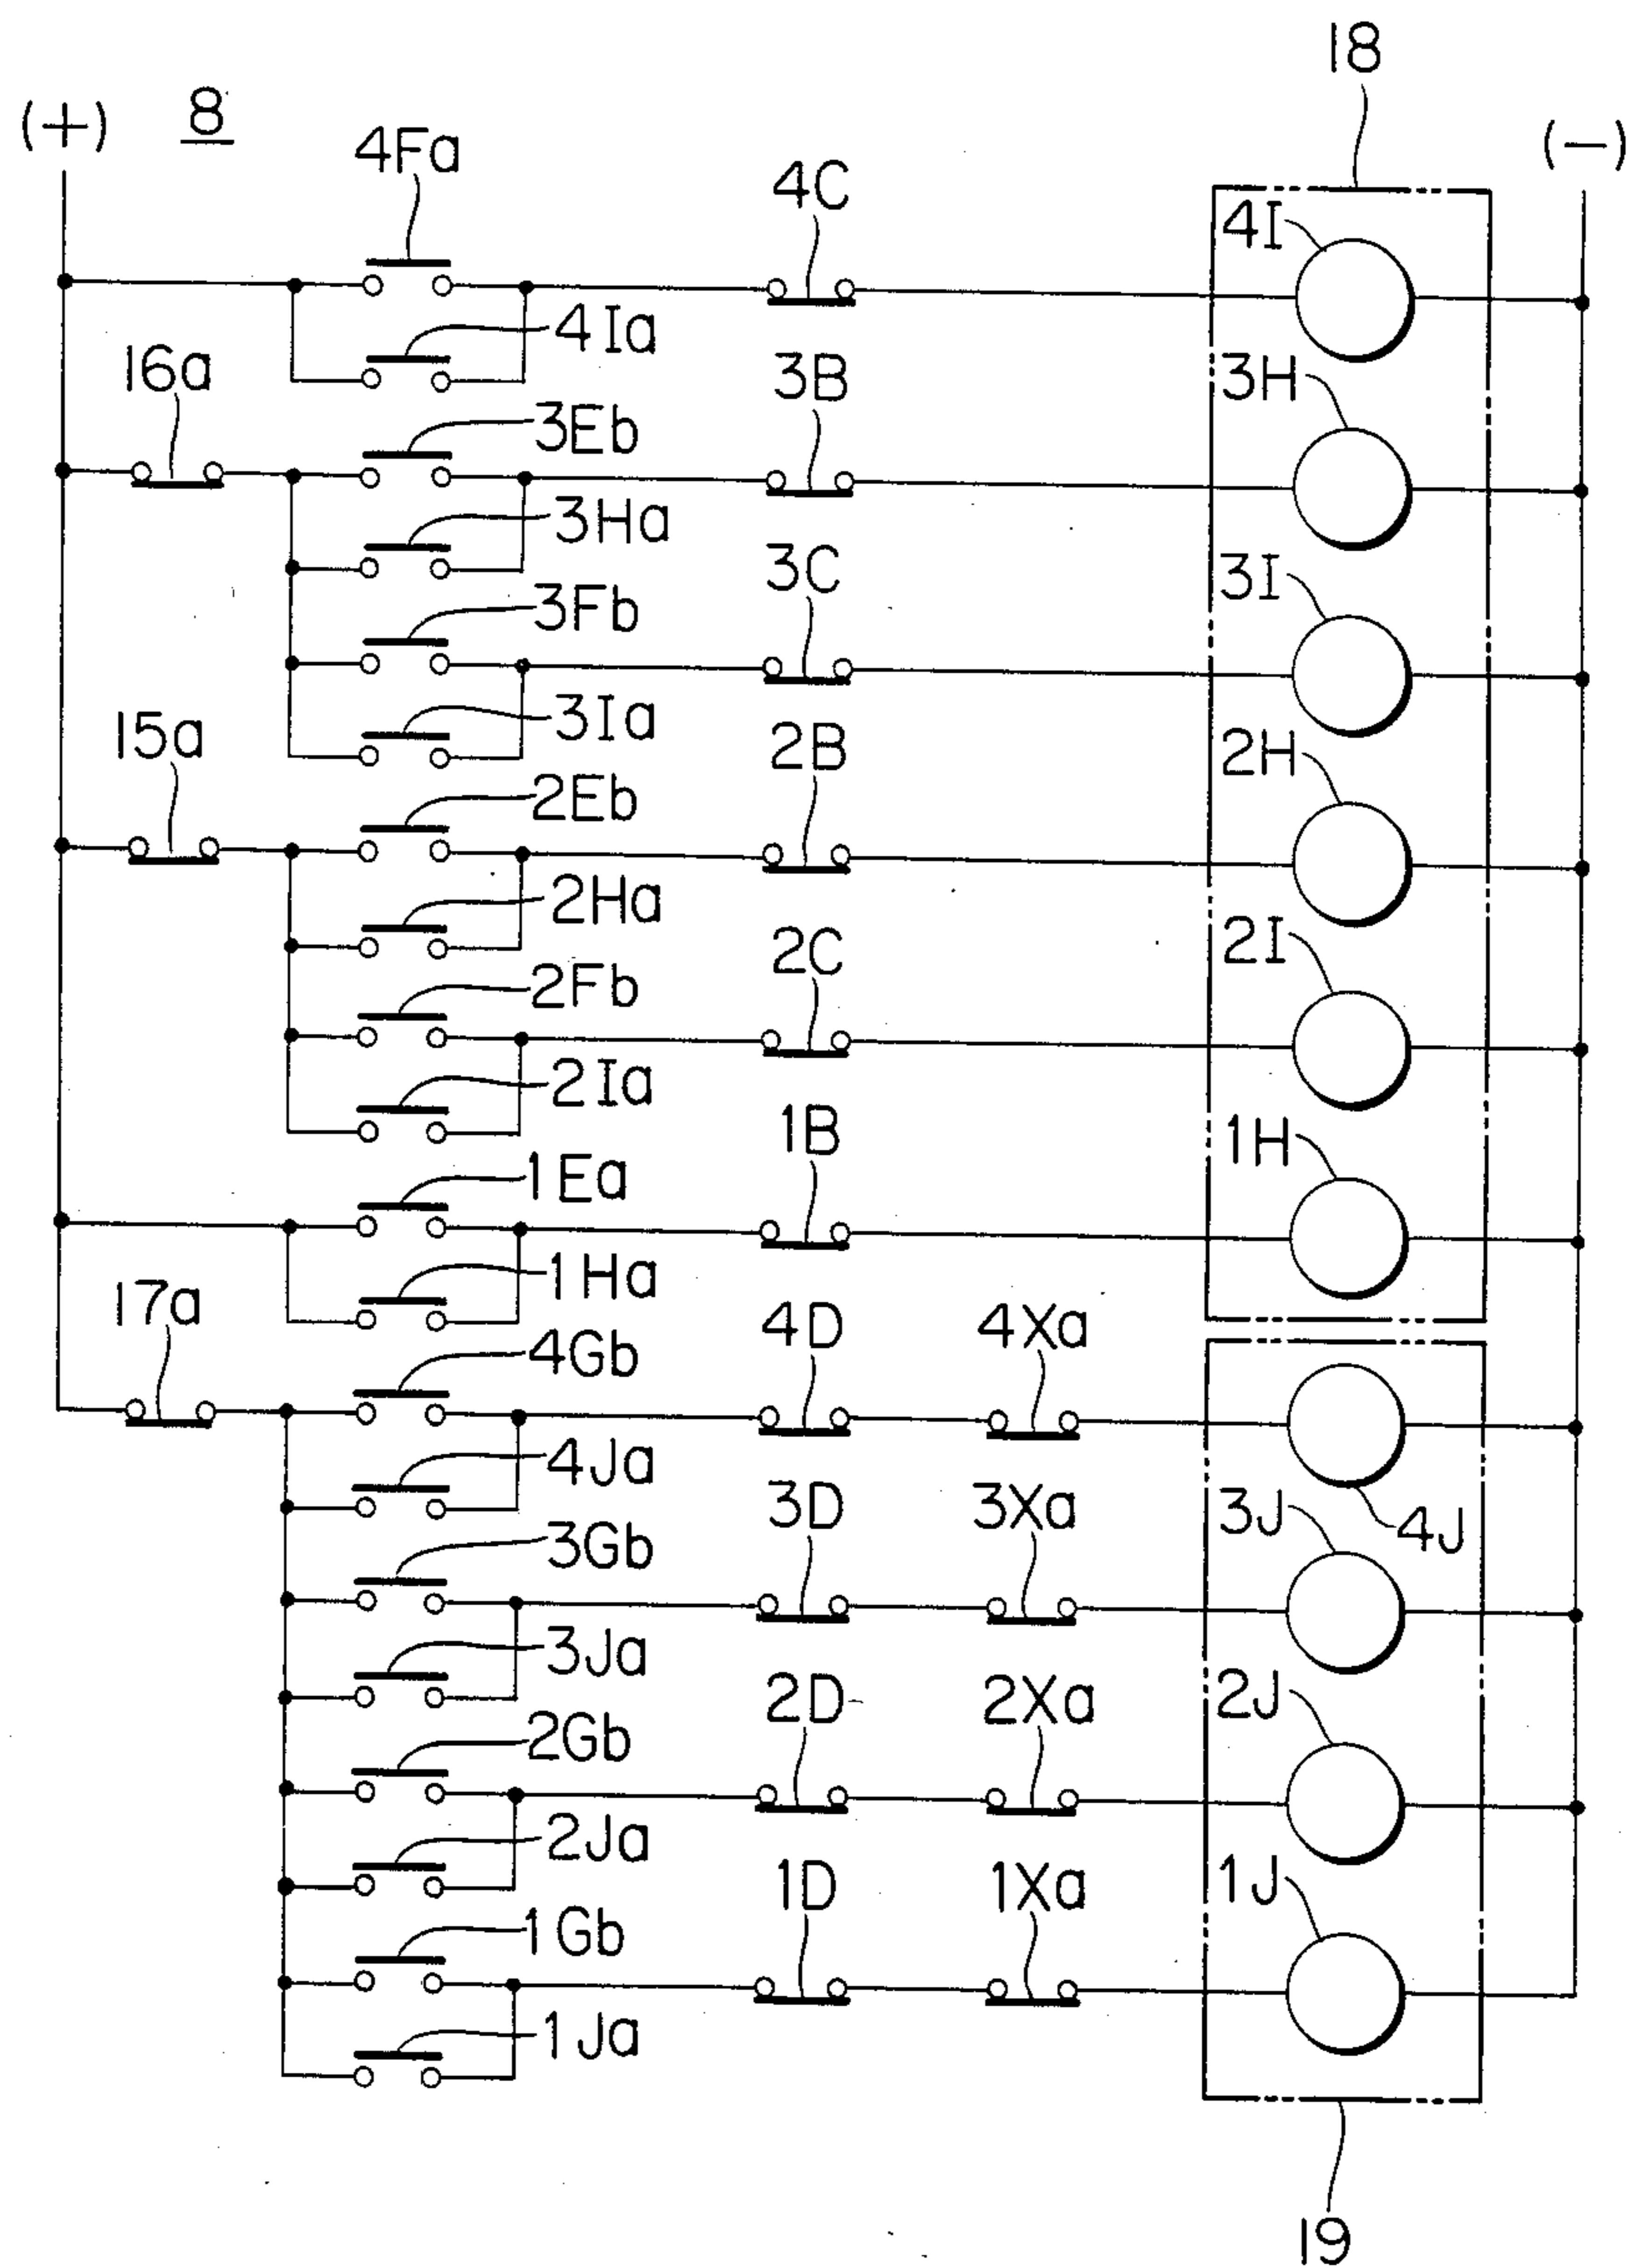 18
(+) 8 (−)
4Fa
4C
4I
4Ia
16a
3B
3H
3Eb
3Ha
3C
3I
3Fb
3Ia
15a
2B
2H
2Eb
2Ha
2C
2I
2Fb
2Ia
1B
1H
1Ea
1Ha
17a
4D
4Xa
4Gb
4Ja
4J
3D
3Xa
3J
3Gb
3Ja
2D
2Xa
2J
2Gb
2Ja
1D
1Xa
1J
1Gb
1Ja
19